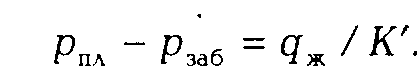 p_пл − p_заб = q_ж / K′.